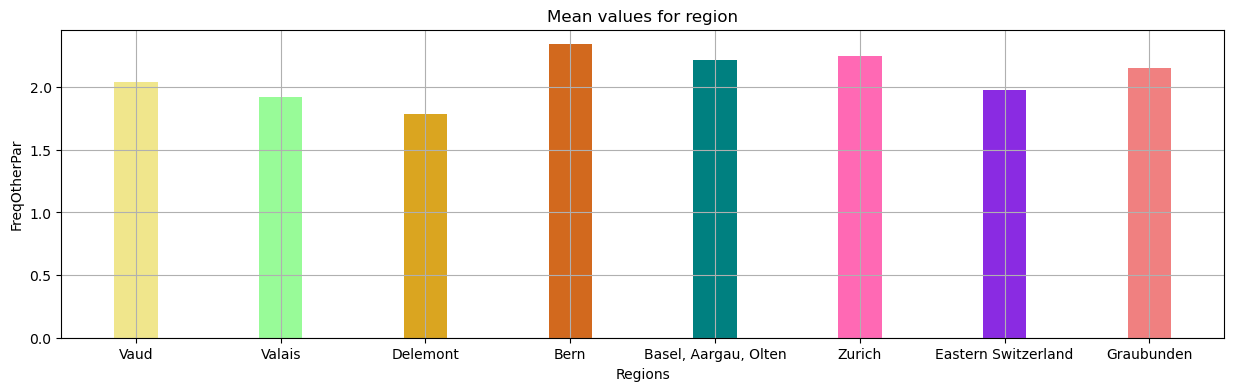 Mean values for region
FreqOtherPar
2.0
1.5
1.0
0.5
0.0
Vaud Valais Delemont Bern Basel, Aargau, Olten Zurich Eastern Switzerland Graubunden
Regions